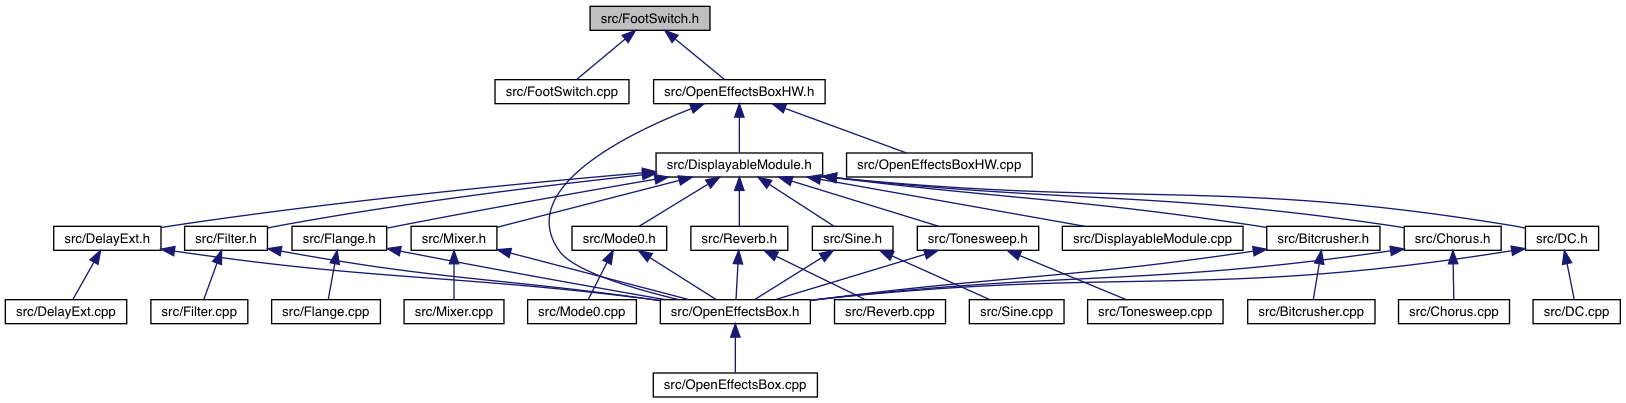 src/FootSwitch.h
src/FootSwitch.cpp
src/OpenEffectsBoxHW.h
src/DisplayableModule.h
src/OpenEffectsBoxHW.cpp
src/DelayExt.h
src/Filter.h
src/Flange.h
src/Mixer.h
src/Mode0.h
src/Reverb.h
src/Sine.h
src/Tonesweep.h
src/DisplayableModule.cpp
src/Bitcrusher.h
src/Chorus.h
src/DC.h
src/DelayExt.cpp
src/Filter.cpp
src/Flange.cpp
src/Mixer.cpp
src/Mode0.cpp
src/OpenEffectsBox.h
src/Reverb.cpp
src/Sine.cpp
src/Tonesweep.cpp
src/Bitcrusher.cpp
src/Chorus.cpp
src/DC.cpp
src/OpenEffectsBox.cpp